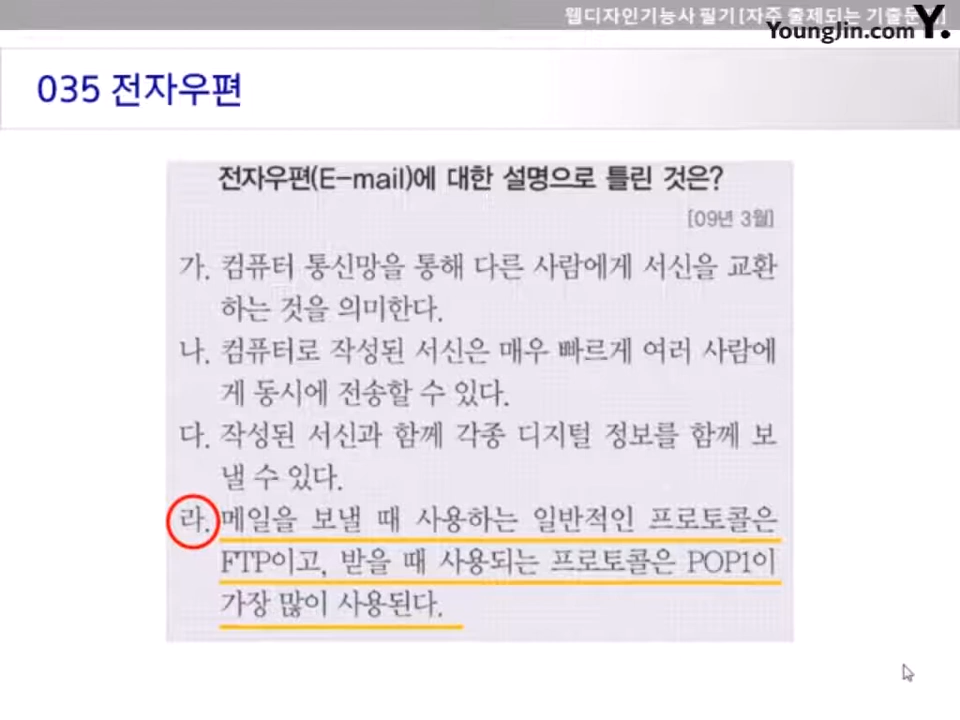 웹디자인기능사 필기 [자주 출제되는 기출문제]
YoungJin.com Y.
035 전자우편
전자우편(E-mail)에 대한 설명으로 틀린 것은?
[09년 3월]
가. 컴퓨터 통신망을 통해 다른 사람에게 서신을 교환
하는 것을 의미한다.
나. 컴퓨터로 작성된 서신은 매우 빠르게 여러 사람에
게 동시에 전송할 수 있다.
다. 작성된 서신과 함께 각종 디지털 정보를 함께 보
낼 수 있다.
라. 메일을 보낼 때 사용하는 일반적인 프로토콜은
FTP이고, 받을 때 사용되는 프로토콜은 POP1이
가장 많이 사용된다.